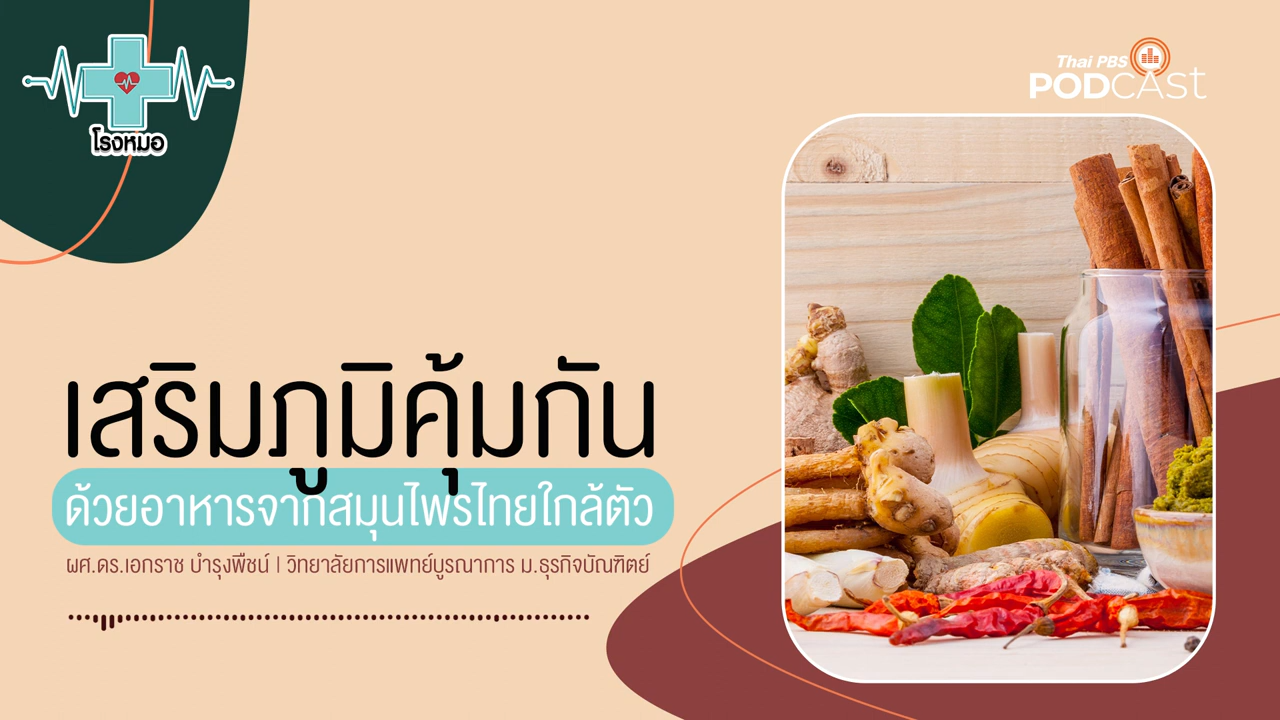 โรงหมอ
Thai PBS
PODCAST
เสริมภูมิคุ้มกัน
ด้วยอาหารจากสมุนไพรไทยใกล้ตัว
ผศ.ดร.เอกราช บำรุงพืชน์ | วิทยาลัยการแพทย์บูรณาการ ม.ธุรกิจบัณฑิตย์